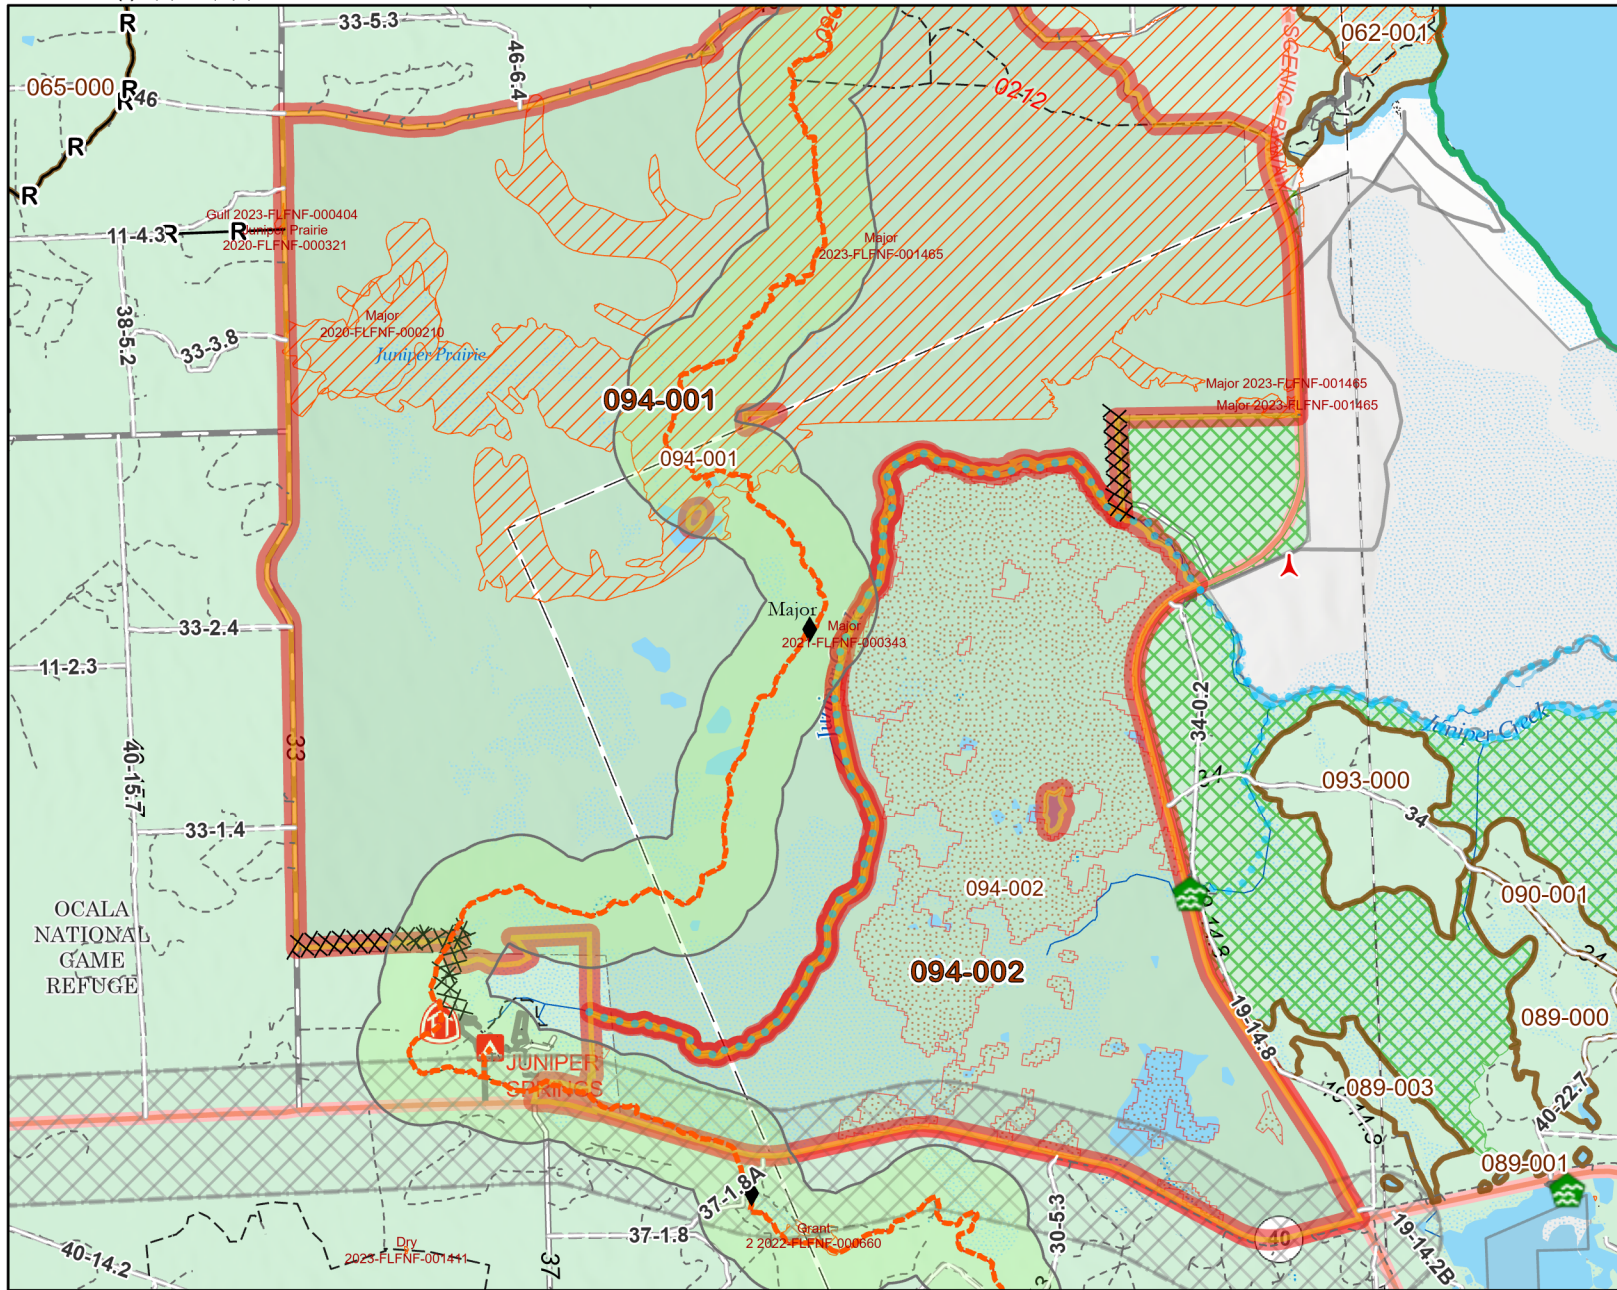 33-5.3
46-6.4
062-001
065-000
R
R
R
46
R
R
0212
SCENIC BYWAY
Gull 2023-FLFNF-000404
Juniper Prairie
2020-FLFNF-000321
11-4.3
R
R
Major
2023-FLFNF-001465
38-5.2
33-3.8
Major
2020-FLFNF-000210
Juniper Prairie
094-001
094-001
Major 2023-FLFNF-001465
Major 2023-FLFNF-001465
Major
Major
2021-FLFNF-000343
33-2.4
11-2.3
33
40-15.7
33-1.4
34-0.2
34
Juniper Creek
093-000
34
090-001
34
094-002
094-002
OCALA
NATIONAL
GAME
REFUGE
19-14.8
19-14.8
089-000
089-003
40-22.7
089-001
JUNIPER
SPRINGS
37-1.8A
37-1.8
37
Grant
2 2022-FLFNF-000660
30-5.3
40
19-14.2B
Dry
2023-FLFNF-001411
40-14.2